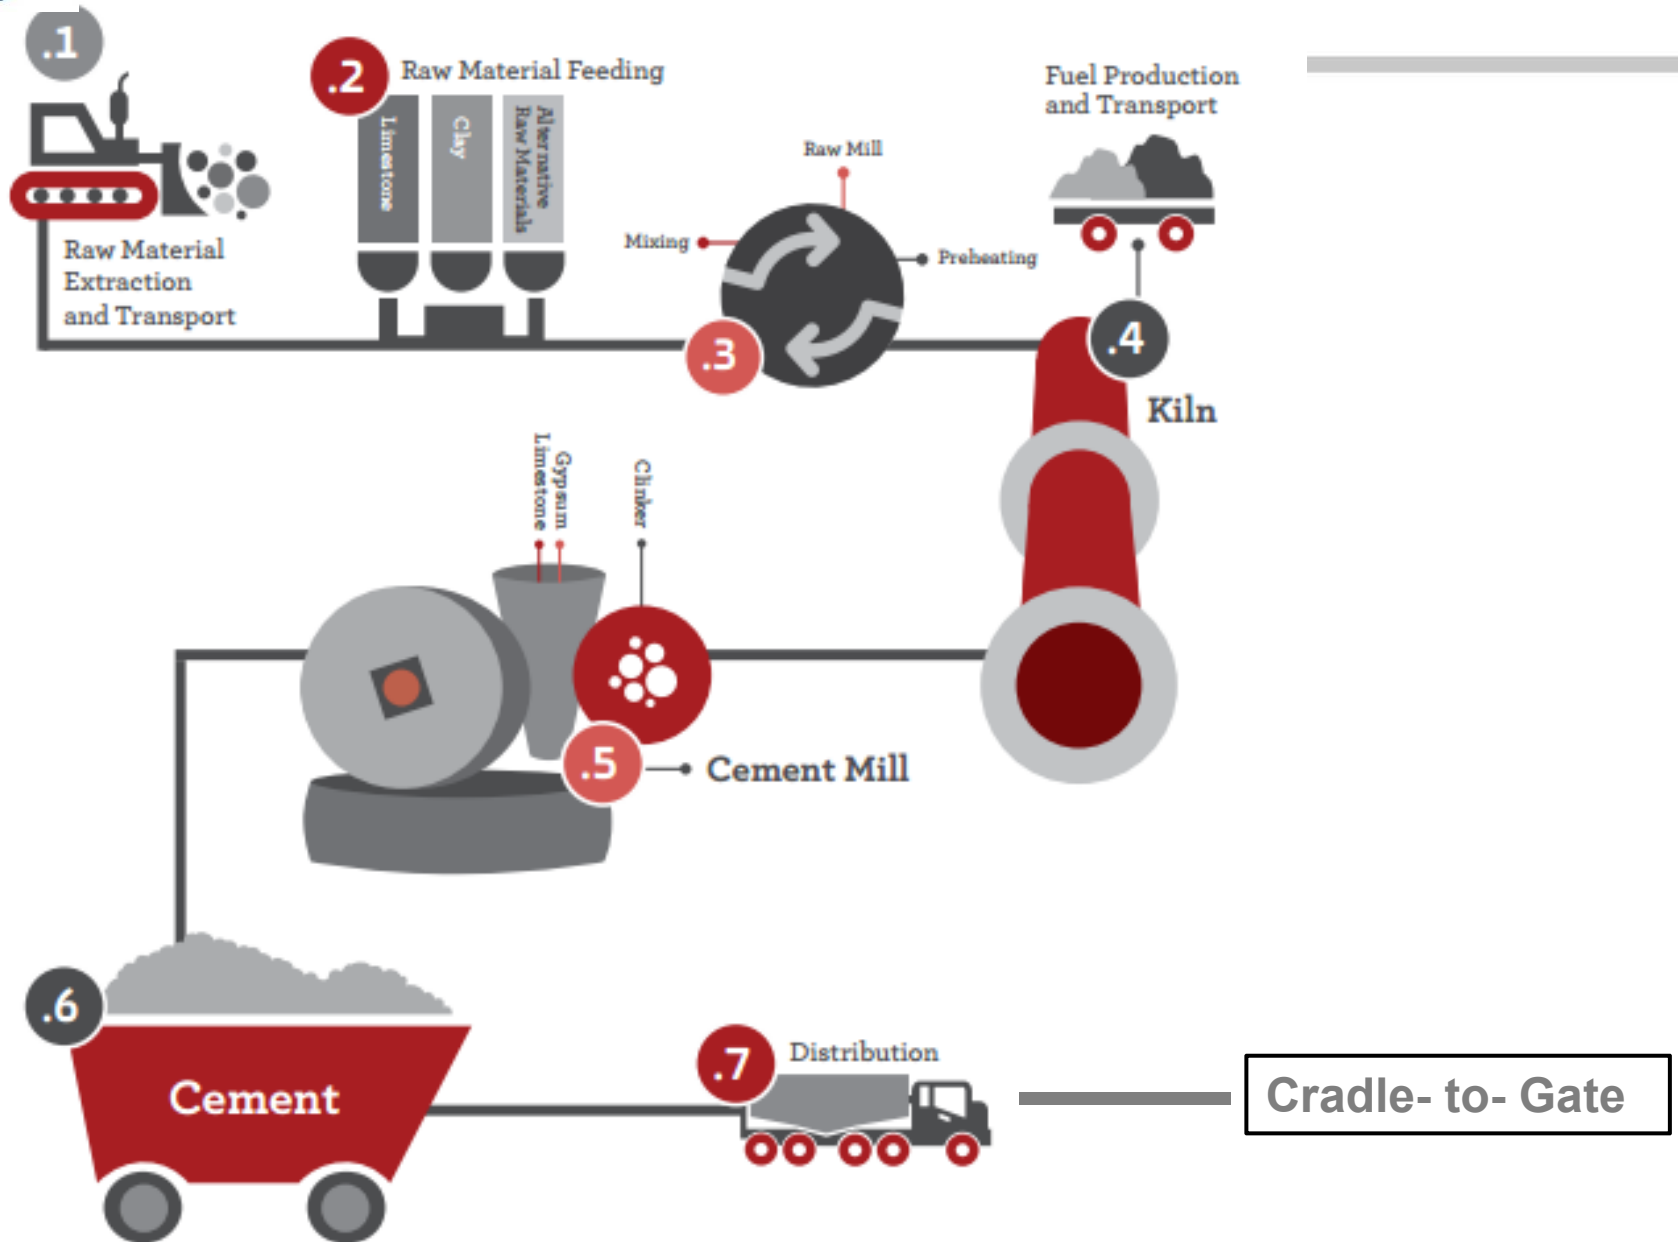 .1
Raw Material
Extraction
and Transport
.2
Raw Material Feeding
Limestone
Clay
Alternative
Raw Materials
.3
Mixing
Raw Mill
Preheating
Fuel Production
and Transport
.4
Kiln
Limestone
Gypsum
Clinker
.5
Cement Mill
.6
Cement
.7
Distribution
Cradle- to- Gate